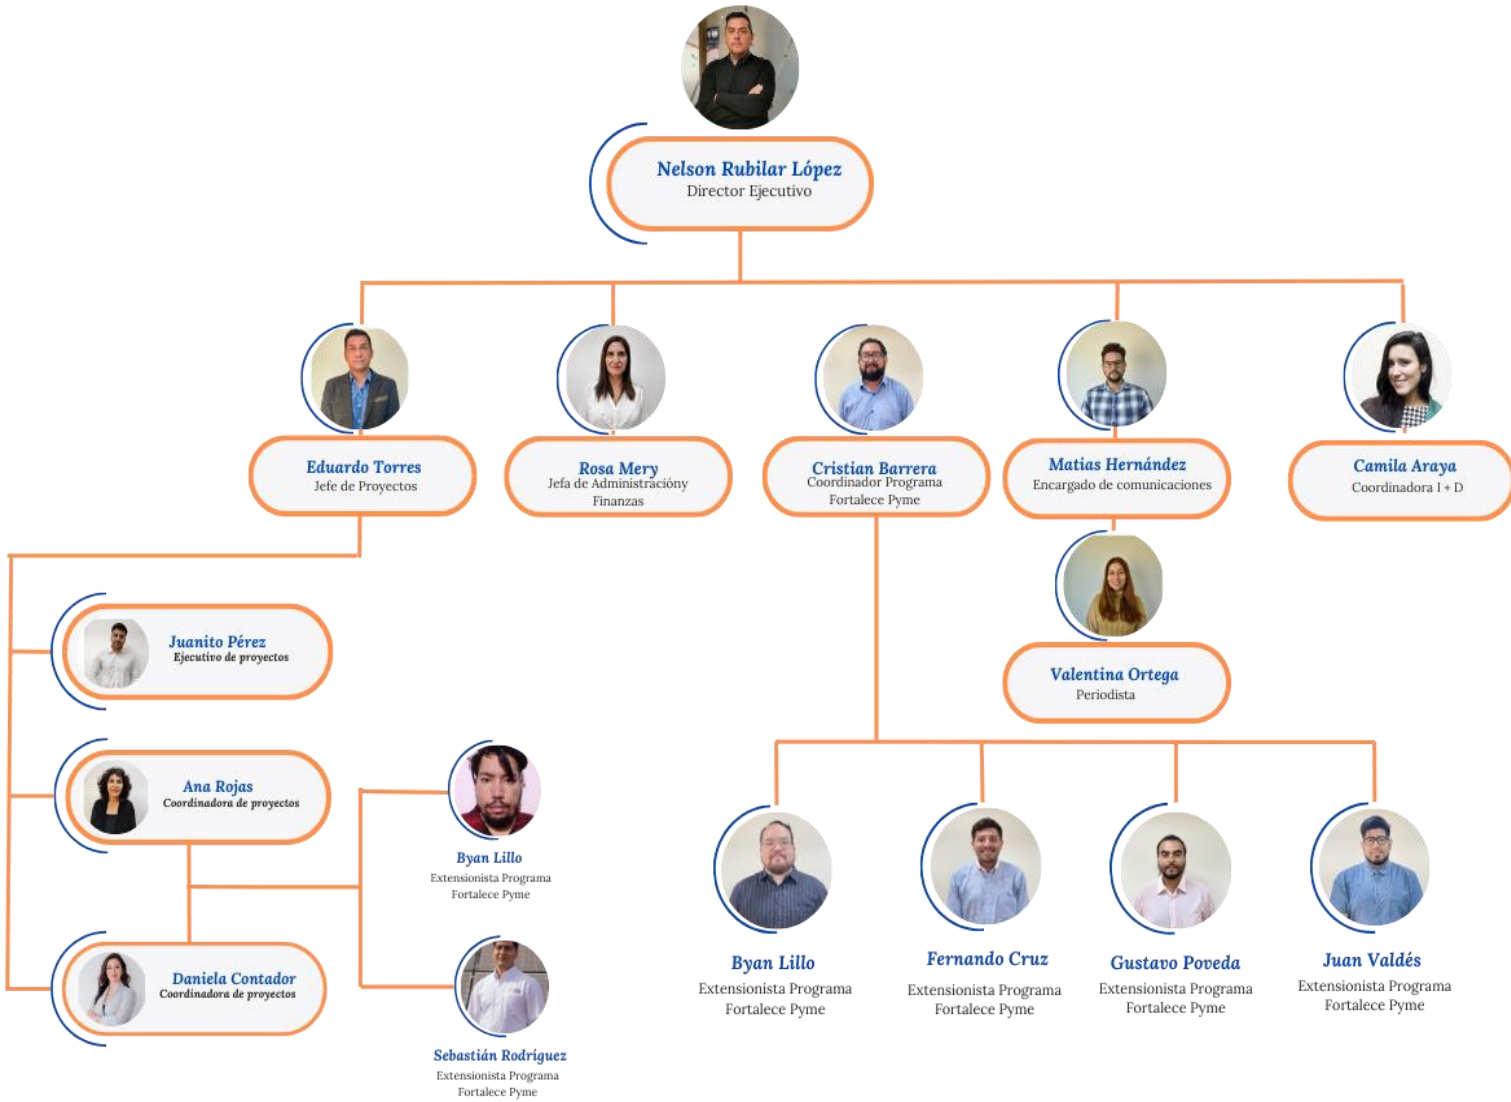 Nelson Rubilar López
Director Ejecutivo
Eduardo Torres
Jefe de Proyectos
Rosa Mery
Jefa de Administracióny
Finanzas
Cristian Barrera
Coordinador Programa
Fortalece Pyme
Matias Hernández
Encargado de comunicaciones
Camila Araya
Coordinadora I + D
Juanito Pérez
Ejecutivo de proyectos
Valentina Ortega
Periodista
Ana Rojas
Coordinadora de proyectos
Byan Lillo
Extensionista Programa
Fortalece Pyme
Daniela Contador
Coordinadora de proyectos
Sebastián Rodríguez
Extensionista Programa
Fortalece Pyme
Byan Lillo
Extensionista Programa
Fortalece Pyme
Fernando Cruz
Extensionista Programa
Fortalece Pyme
Gustavo Poveda
Extensionista Programa
Fortalece Pyme
Juan Valdés
Extensionista Programa
Fortalece Pyme